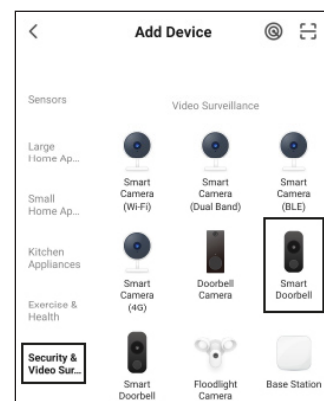 Add Device
Sensors
Large
Home Ap...
Small
Home Ap...
Kitchen
Appliances
Exercise &
Health
Security &
Video Sur...
Video Surveillance
Smart
Camera
(Wi-Fi)
Smart
Camera
(Dual Band)
Smart
Camera
(BLE)
Smart
Camera
(4G)
Doorbell
Camera
Smart
Doorbell
Smart
Doorbell
Floodlight
Camera
Base Station